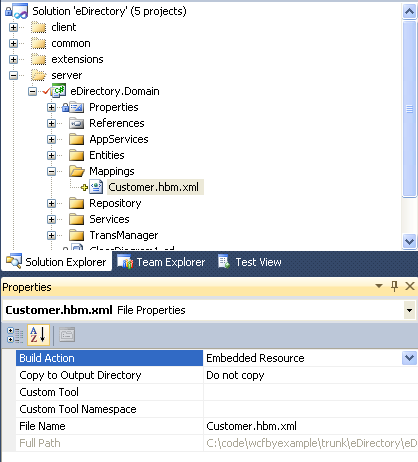 Solution 'eDirectory' (5 projects)
client
common
extensions
server
eDirectory.Domain
Properties
References
AppServices
Entities
Mappings
Customer.hbm.xml
Repository
Services
TransManager
Solution Explorer Team Explorer Test View
Properties
Customer.hbm.xml File Properties
Build Action Embedded Resource
Copy to Output Directory Do not copy
Custom Tool
Custom Tool Namespace
File Name Customer.hbm.xml
Full Path C:\code\wcfbyexample\trunk\eDirectory\eD